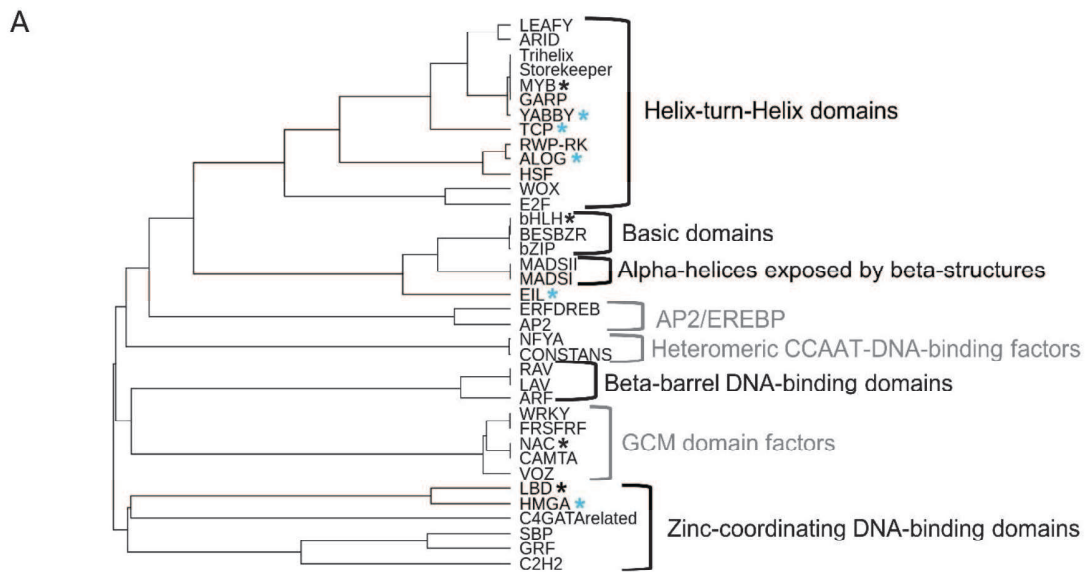 A
LEAFY
ARID
Trihelix
Storekeeper
MYB *
GARP
YABBY *
TCP *
RWP-RK
ALOG *
HSF
WOX
E2F
Helix-turn-Helix domains
bHLH *
BESBZR
bZIP
Basic domains
MADSII
MADSI
Alpha-helices exposed by beta-structures
EIL *
ERFDREB
AP2
AP2/EREBP
NFYA
CONSTANS
Heteromeric CCAAT-DNA-binding factors
RAV
LAV
ARF
Beta-barrel DNA-binding domains
WRKY
FRSFRF
NAC *
CAMTA
VOZ
GCM domain factors
LBD *
HMGA *
C4GATArelated
SBP
GRF
C2H2
Zinc-coordinating DNA-binding domains